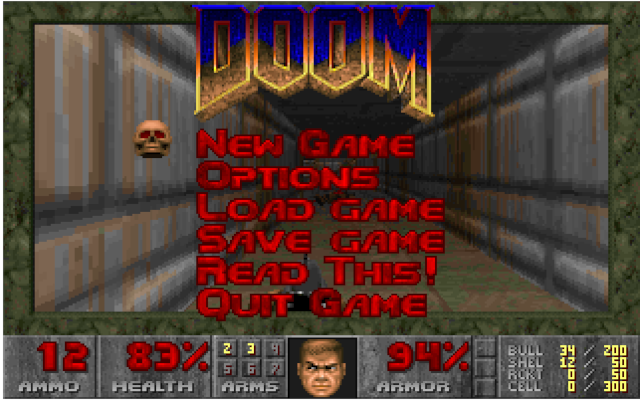 DOOM
New Game
Options
Load Game
Save Game
Read This!
Quit Game
12 83% 2 3 4 94% BULL 34 / 200
5 6 7 SHEL 12 / 50
RCKT 0 / 50
AMMO HEALTH ARMS ARMOR CELL 0 / 300